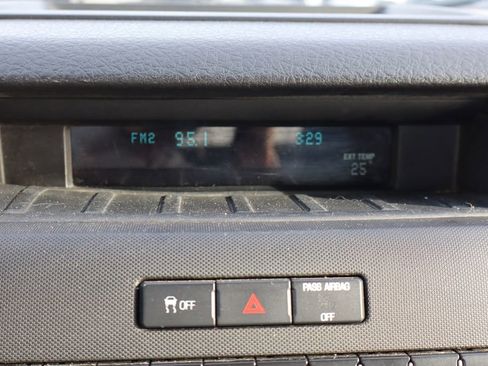 FM2 95.1 3:29
EXT TEMP
25°
OFF
PASS AIRBAG
OFF